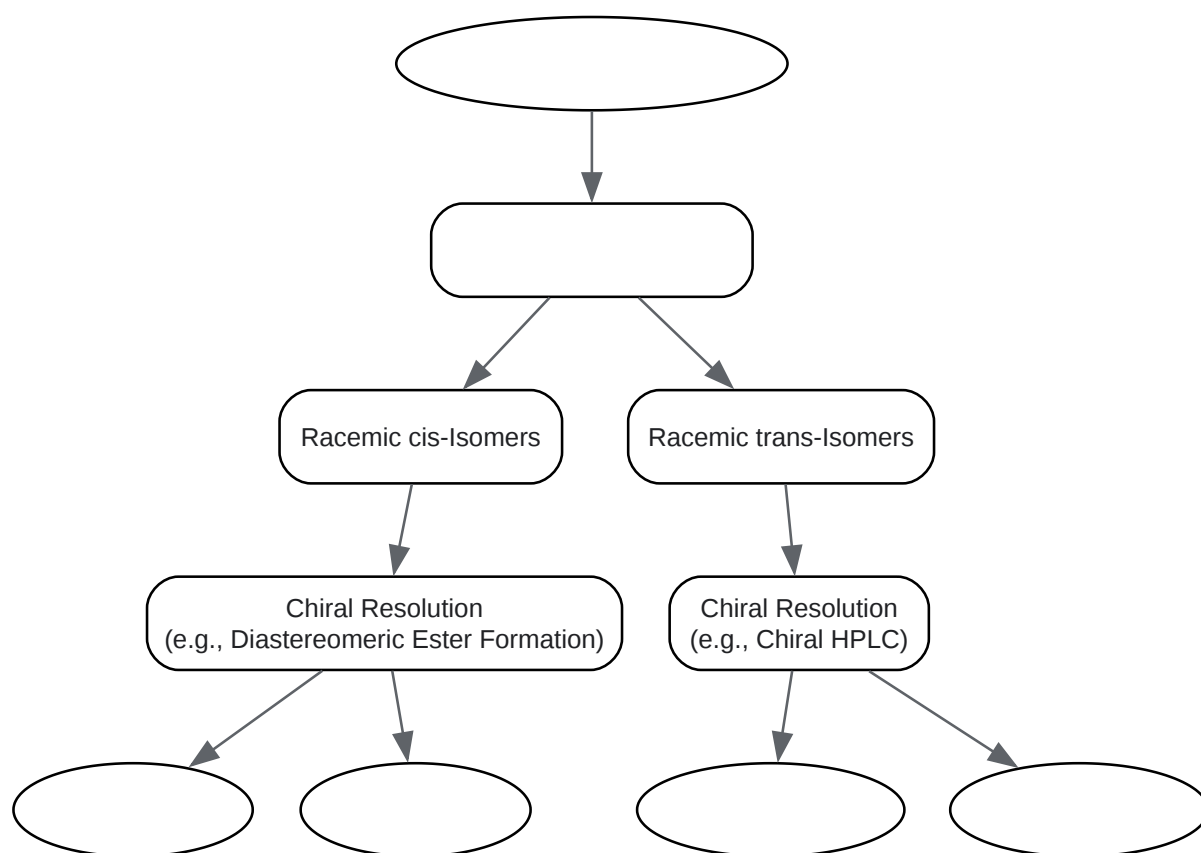 Racemic cis-Isomers
Racemic trans-Isomers
Chiral Resolution
(e.g., Diastereomeric Ester Formation)
Chiral Resolution
(e.g., Chiral HPLC)